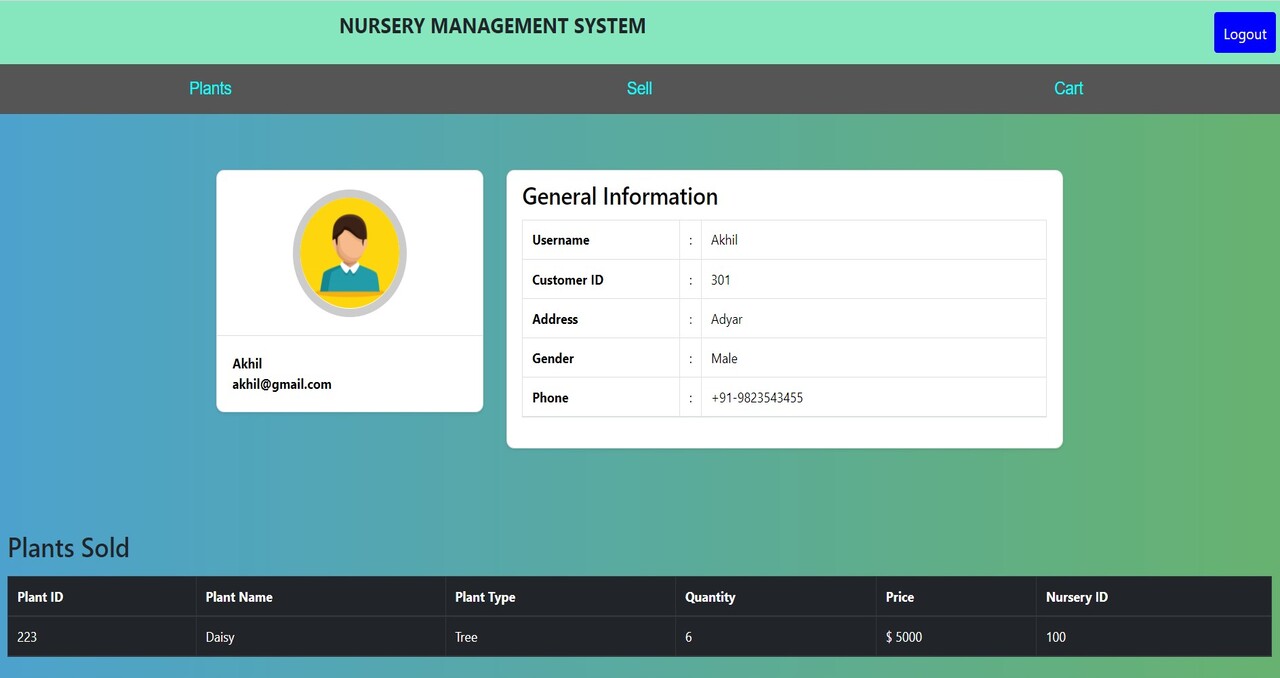 NURSERY MANAGEMENT SYSTEM
Logout
Plants Sell Cart
General Information
Username : Akhil
Customer ID : 301
Address : Adyar
Gender : Male
Phone : +91-9823543455
Akhil
akhil@gmail.com
Plants Sold
Plant ID Plant Name Plant Type Quantity Price Nursery ID
223 Daisy Tree 6 $ 5000 100